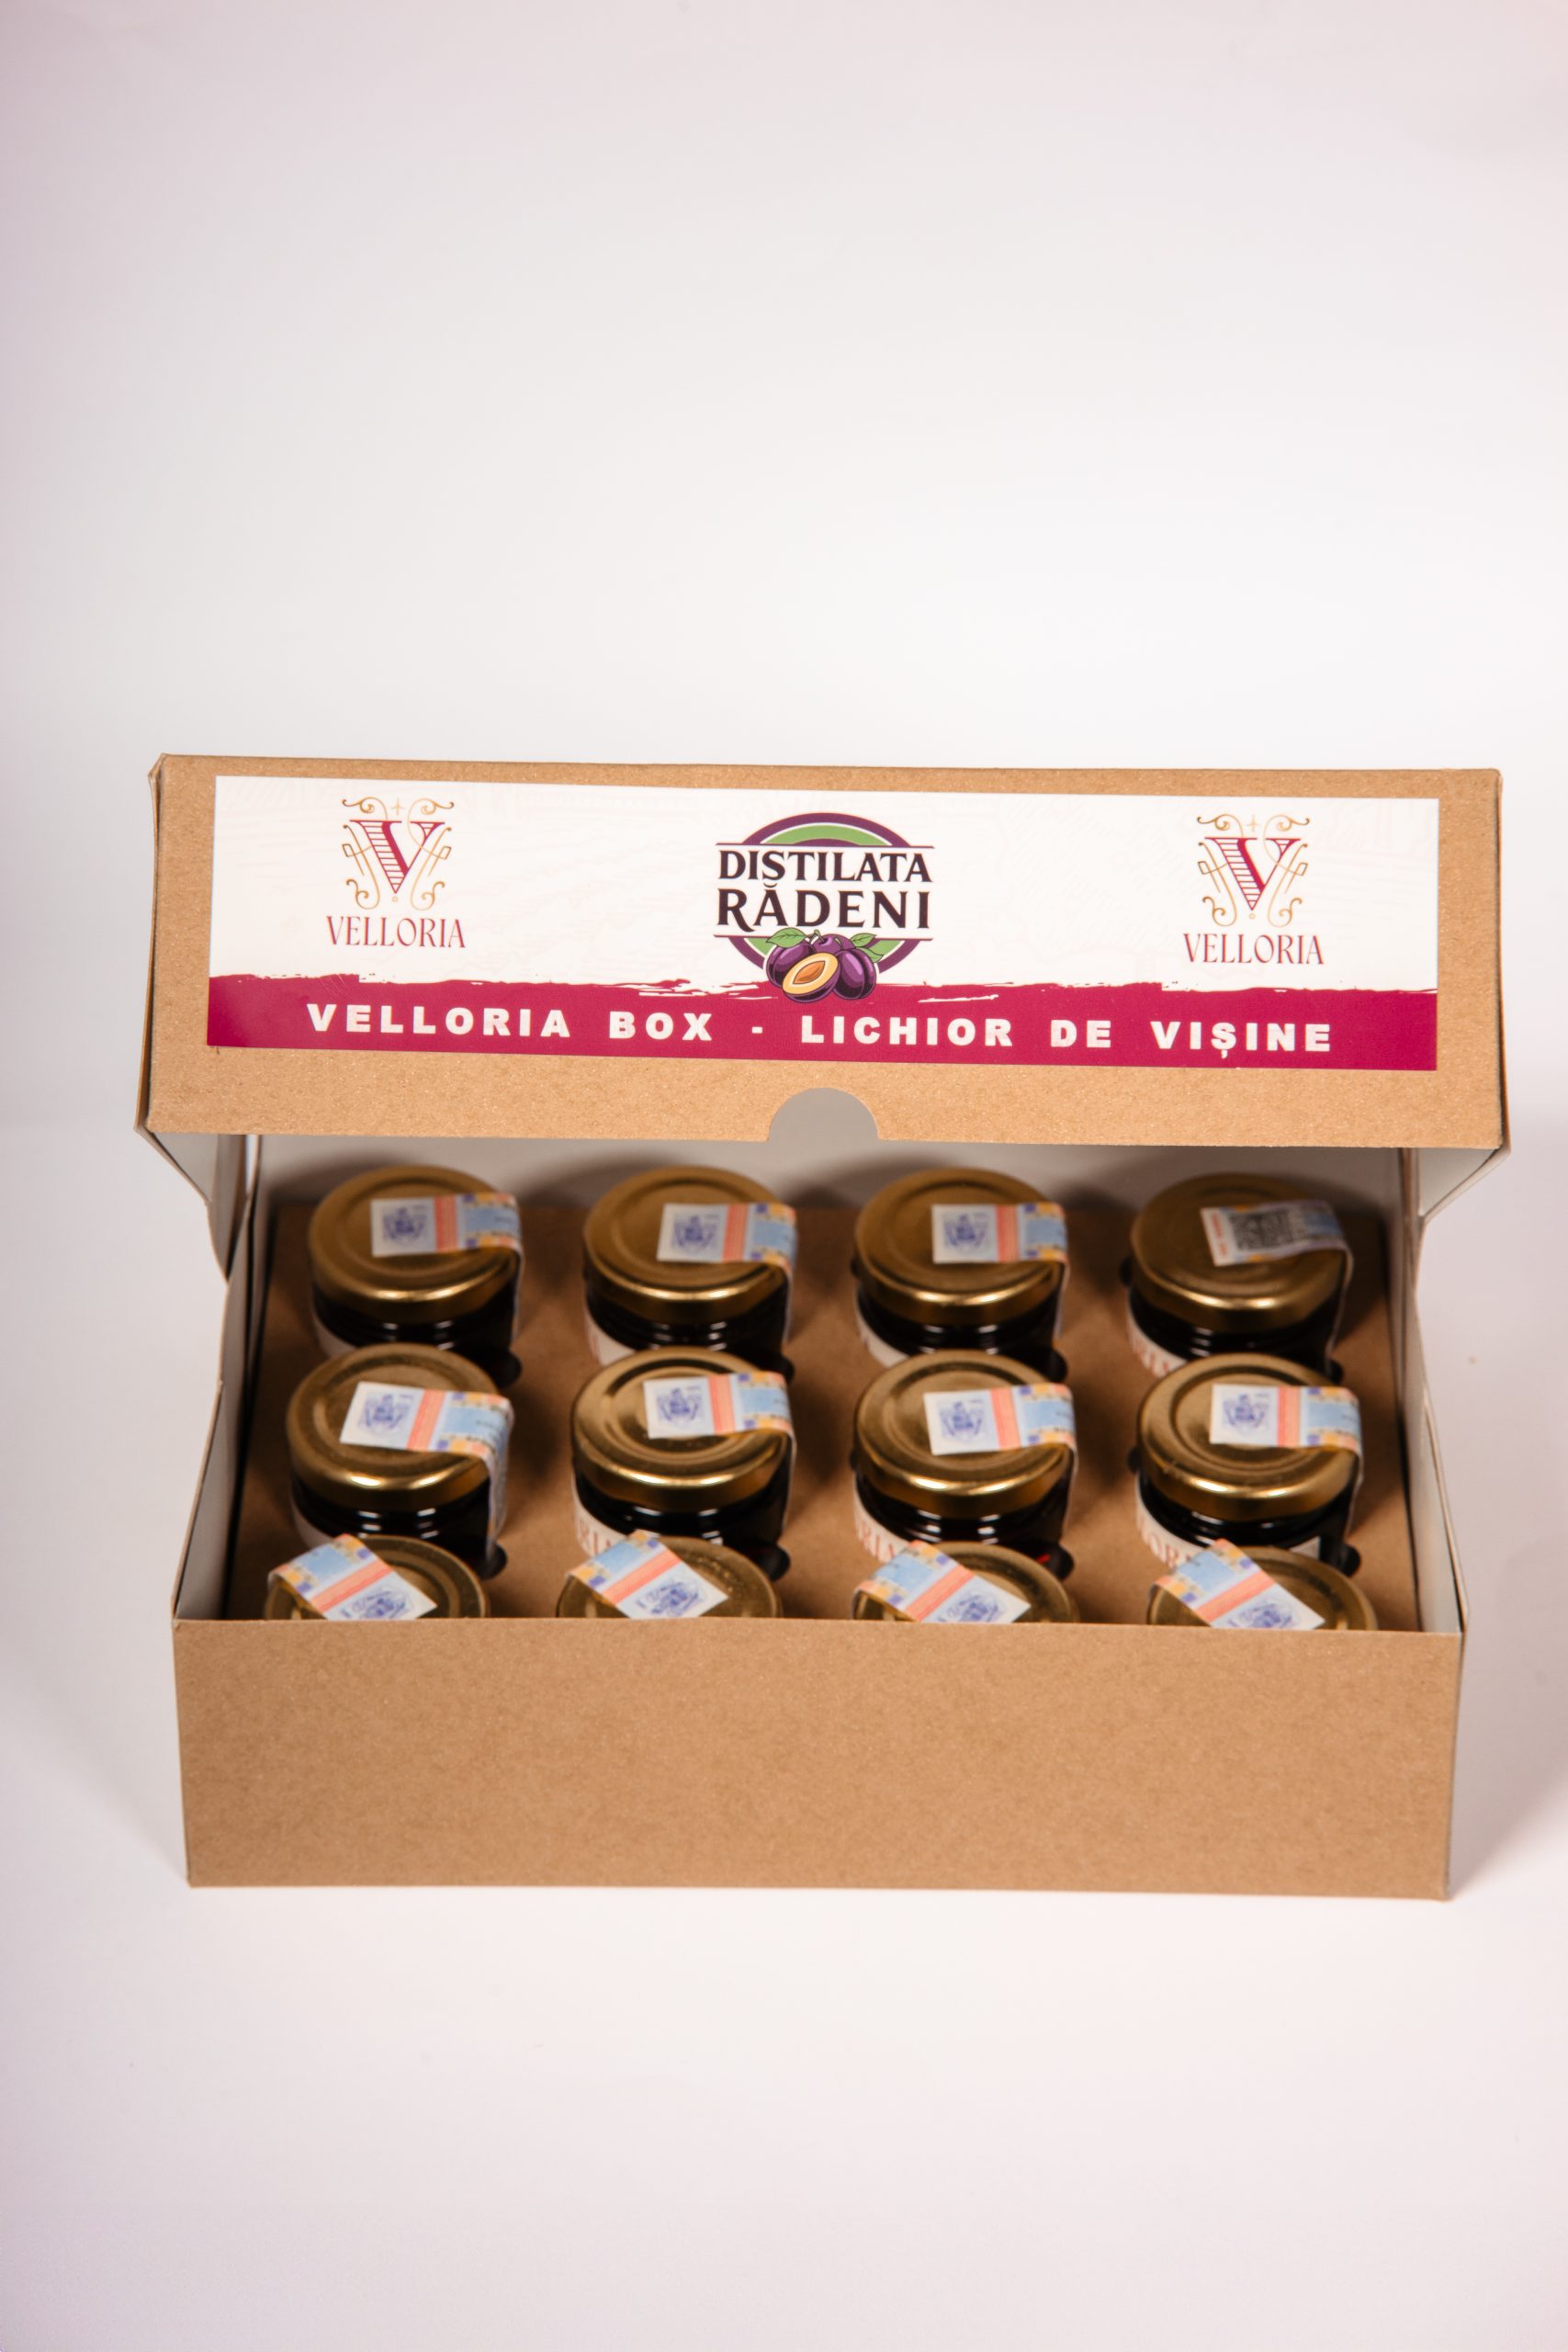 VELLORIA
DISTILATA
RĂDENI
VELLORIA
VELLORIA BOX - LICHIOR DE VIȘINE